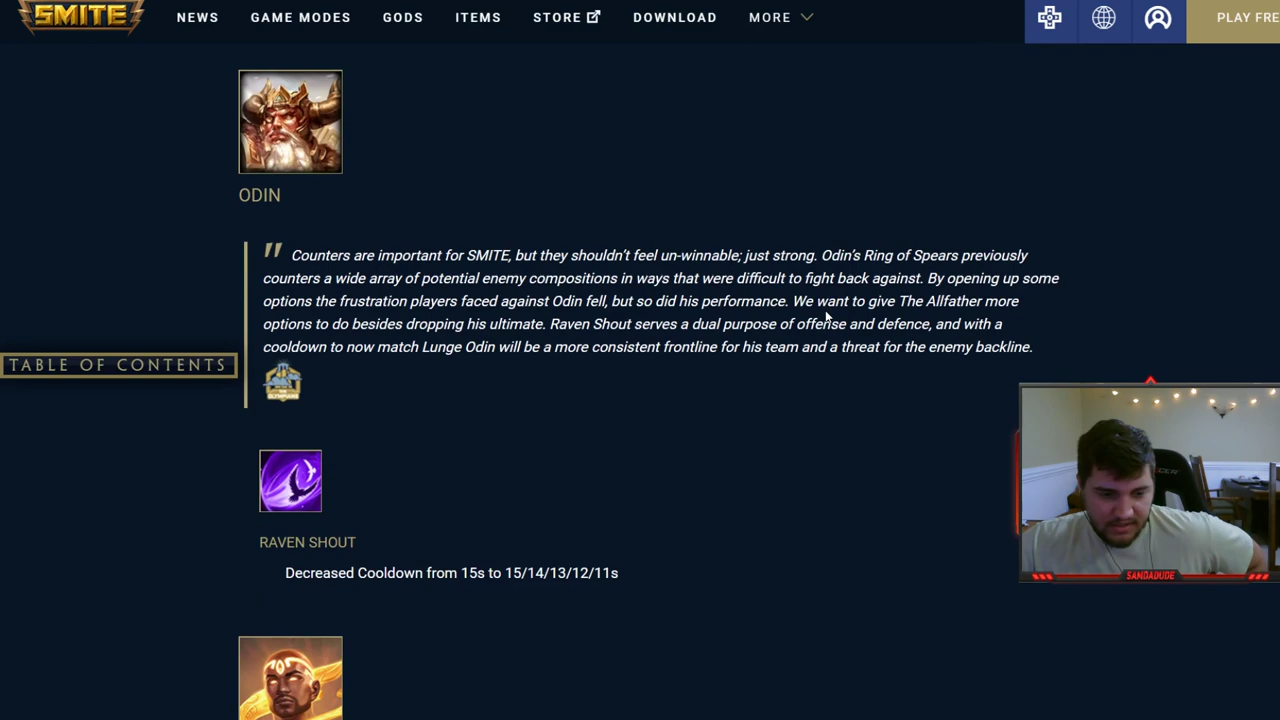 SMITE
NEWS
GAME MODES
GODS
ITEMS
STORE
DOWNLOAD
MORE
PLAY FRE
ODIN
" Counters are important for SMITE, but they shouldn't feel un-winnable; just strong. Odin's Ring of Spears previously
counters a wide array of potential enemy compositions in ways that were difficult to fight back against. By opening up some
options the frustration players faced against Odin fell, but so did his performance. We want to give The Allfather more
options to do besides dropping his ultimate. Raven Shout serves a dual purpose of offense and defence, and with a
cooldown to now match Lunge Odin will be a more consistent frontline for his team and a threat for the enemy backline.
TABLE OF CONTENTS
RAVEN SHOUT
Decreased Cooldown from 15s to 15/14/13/12/11s
SANDADUDE